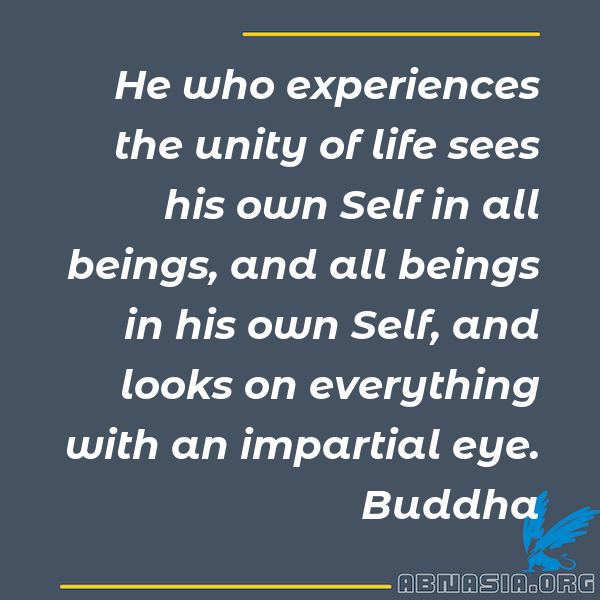 He who experiences
the unity of life sees
his own Self in all
beings, and all beings
in his own Self, and
looks on everything
with an impartial eye.
Buddha
ABNASIA.ORG